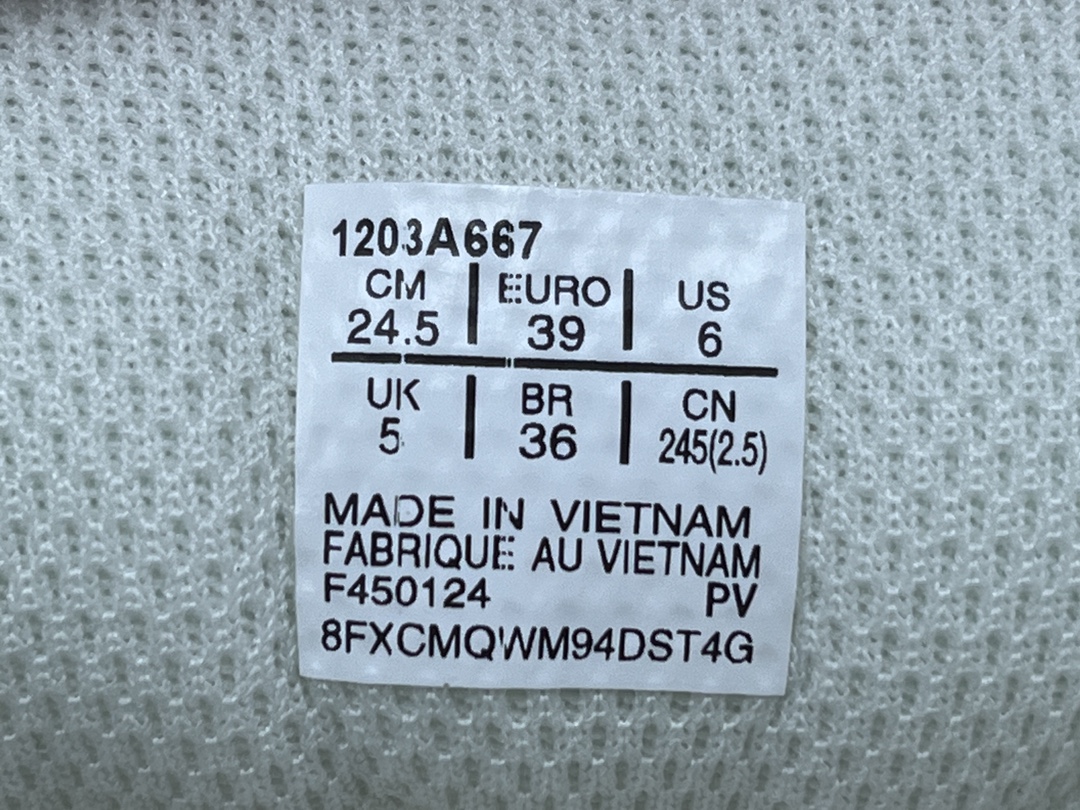 1203A667
CM EURO US
24.5 39 6
UK BR CN
5 36 245(2.5)
MADE IN VIETNAM
FABRIQUE AU VIETNAM
F450124 PV
8FXCMQWM94DST4G